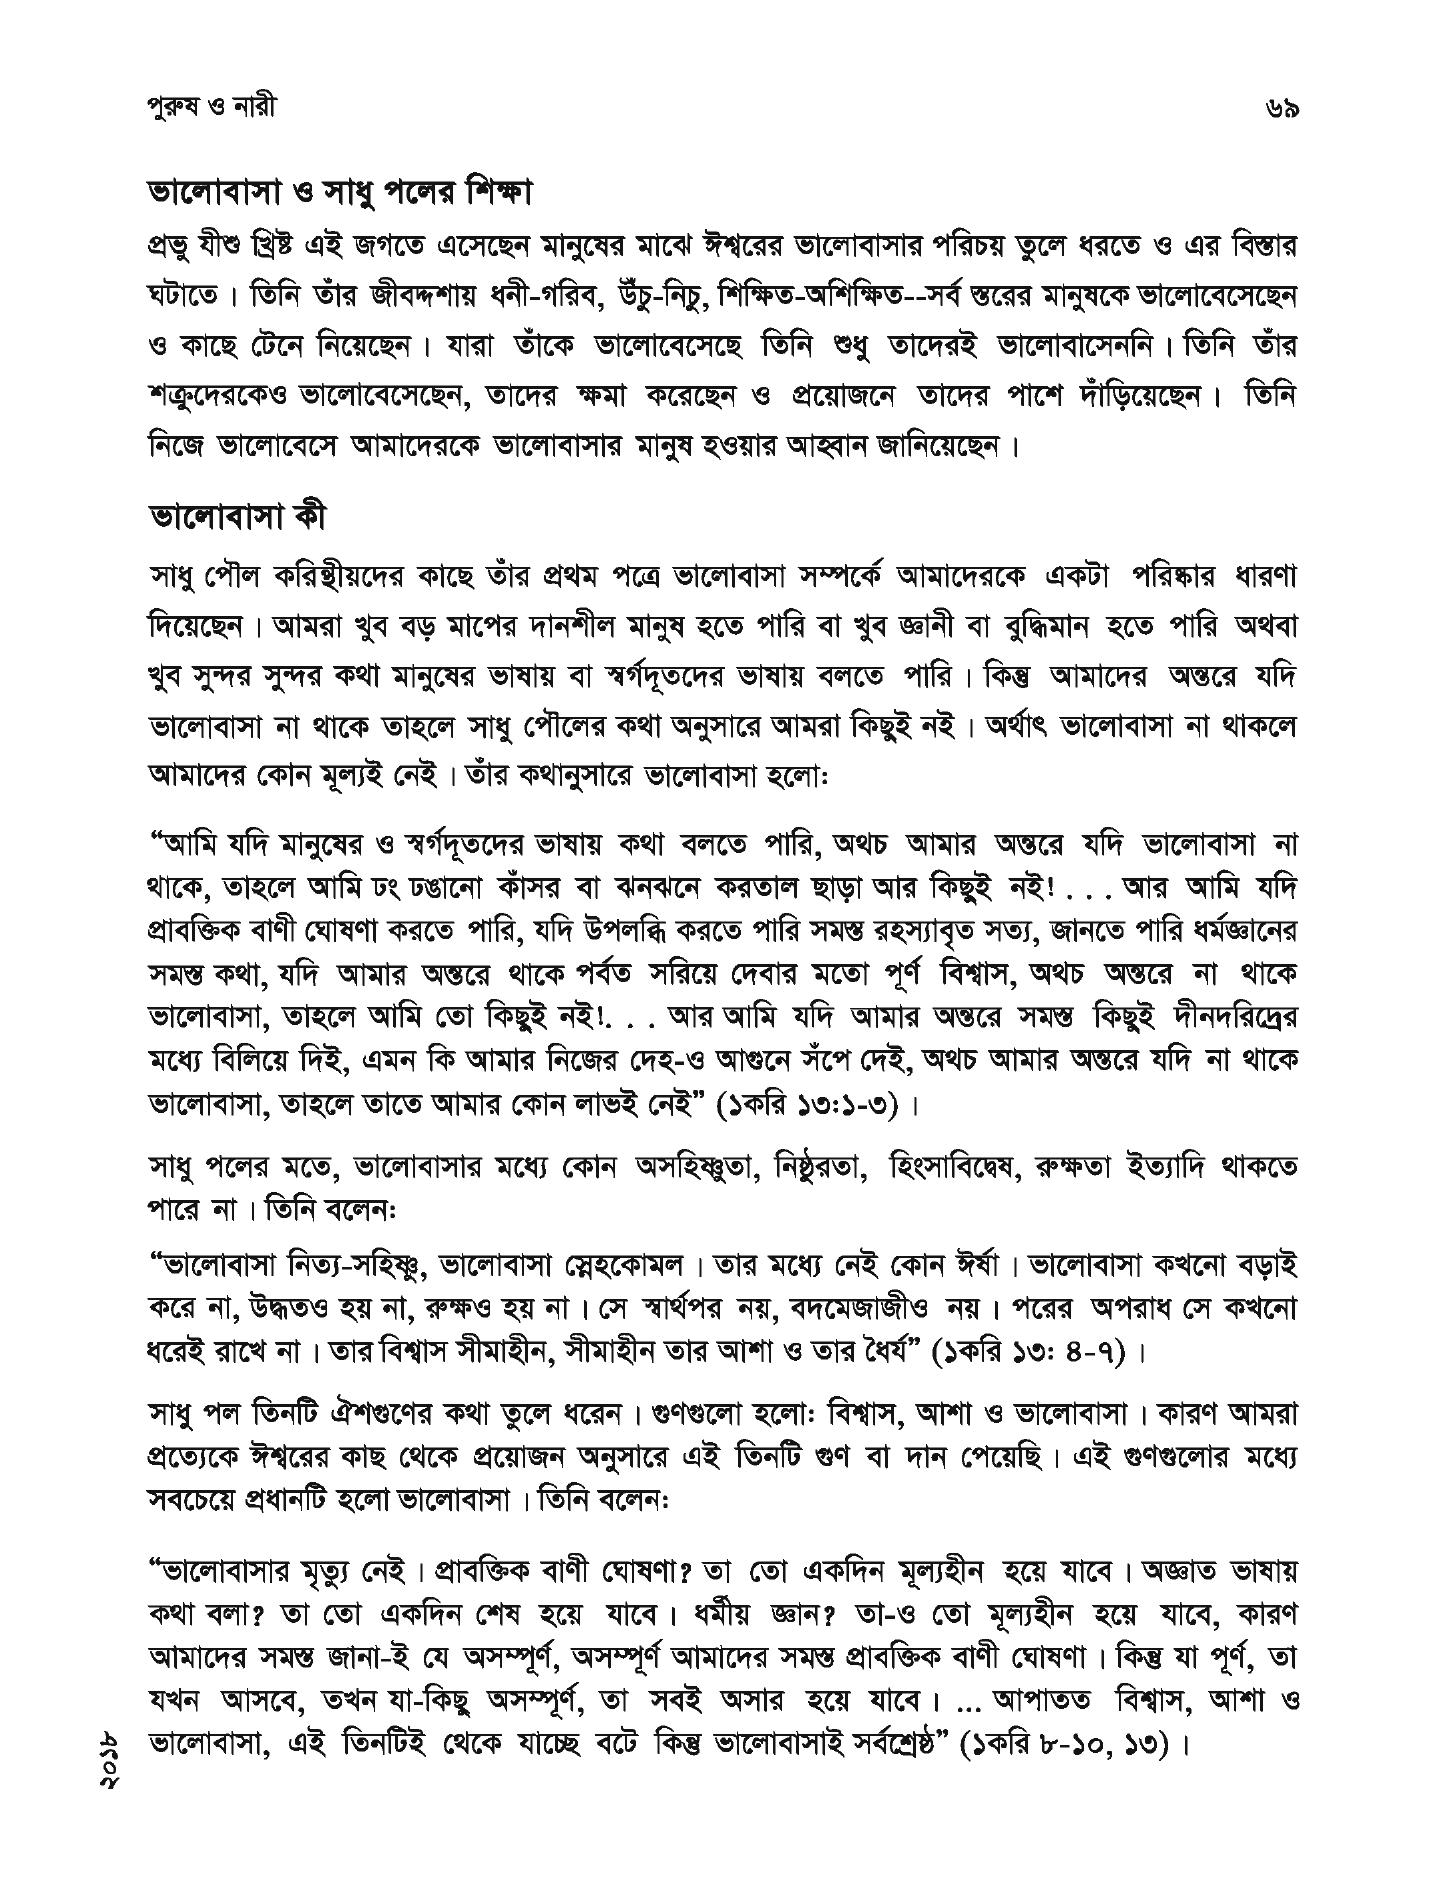 পুরুষ ও নারী ৬৯
ভালোবাসা ও সাধু পলের শিক্ষা
প্রভু যীশু খ্রিষ্ট এই জগতে এসেছেন মানুষের মাঝে ঈশ্বরের ভালোবাসার পরিচয় তুলে ধরতে ও এর বিস্তার
ঘটাতে। তিনি তাঁর জীবদ্দশায় ধনী-গরিব, উঁচু-নিচু, শিক্ষিত-অশিক্ষিত--সর্ব স্তরের মানুষকে ভালোবেসেছেন
ও কাছে টেনে নিয়েছেন। যারা তাঁকে ভালোবেসেছে তিনি শুধু তাদেরই ভালোবাসেননি। তিনি তাঁর
শত্রুদেরকেও ভালোবেসেছেন, তাদের ক্ষমা করেছেন ও প্রয়োজনে তাদের পাশে দাঁড়িয়েছেন। তিনি
নিজে ভালোবেসে আমাদেরকে ভালোবাসার মানুষ হওয়ার আহ্বান জানিয়েছেন।
ভালোবাসা কী
সাধু পৌল করিন্থীয়দের কাছে তাঁর প্রথম পত্রে ভালোবাসা সম্পর্কে আমাদেরকে একটা পরিষ্কার ধারণা
দিয়েছেন। আমরা খুব বড় মাপের দানশীল মানুষ হতে পারি বা খুব জ্ঞানী বা বুদ্ধিমান হতে পারি অথবা
খুব সুন্দর সুন্দর কথা মানুষের ভাষায় বা স্বর্গদূতদের ভাষায় বলতে পারি। কিন্তু আমাদের অন্তরে যদি
ভালোবাসা না থাকে তাহলে সাধু পৌলের কথা অনুসারে আমরা কিছুই নই। অর্থাৎ ভালোবাসা না থাকলে
আমাদের কোন মূল্যই নেই। তাঁর কথানুসারে ভালোবাসা হলো:
“আমি যদি মানুষের ও স্বর্গদূতদের ভাষায় কথা বলতে পারি, অথচ আমার অন্তরে যদি ভালোবাসা না
থাকে, তাহলে আমি ঢং ঢঙানো কাঁসর বা ঝনঝনে করতাল ছাড়া আর কিছুই নই! . . . আর আমি যদি
প্রাবক্তিক বাণী ঘোষণা করতে পারি, যদি উপলব্ধি করতে পারি সমস্ত রহস্যাবৃত সত্য, জানতে পারি ধর্মজ্ঞানের
সমস্ত কথা, যদি আমার অন্তরে থাকে পর্বত সরিয়ে দেবার মতো পূর্ণ বিশ্বাস, অথচ অন্তরে না থাকে
ভালোবাসা, তাহলে আমি তো কিছুই নই!. . . আর আমি যদি আমার অন্তরে সমস্ত কিছুই দীনদরিদ্রের
মধ্যে বিলিয়ে দিই, এমন কি আমার নিজের দেহ-ও আগুনে সঁপে দেই, অথচ আমার অন্তরে যদি না থাকে
ভালোবাসা, তাহলে তাতে আমার কোন লাভই নেই” (১করি ১৩:১-৩)।
সাধু পলের মতে, ভালোবাসার মধ্যে কোন অসহিষ্ণুতা, নিষ্ঠুরতা, হিংসাবিদ্বেষ, রুক্ষতা ইত্যাদি থাকতে
পারে না। তিনি বলেন:
“ভালোবাসা নিত্য-সহিষ্ণু, ভালোবাসা স্নেহকোমল। তার মধ্যে নেই কোন ঈর্ষা। ভালোবাসা কখনো বড়াই
করে না, উদ্ধতও হয় না, রুক্ষও হয় না। সে স্বার্থপর নয়, বদমেজাজীও নয়। পরের অপরাধ সে কখনো
ধরেই রাখে না। তার বিশ্বাস সীমাহীন, সীমাহীন তার আশা ও তার ধৈর্য” (১করি ১৩: ৪-৭)।
সাধু পল তিনটি ঐশগুণের কথা তুলে ধরেন। গুণগুলো হলো: বিশ্বাস, আশা ও ভালোবাসা। কারণ আমরা
প্রত্যেকে ঈশ্বরের কাছ থেকে প্রয়োজন অনুসারে এই তিনটি গুণ বা দান পেয়েছি। এই গুণগুলোর মধ্যে
সবচেয়ে প্রধানটি হলো ভালোবাসা। তিনি বলেন:
“ভালোবাসার মৃত্যু নেই। প্রাবক্তিক বাণী ঘোষণা? তা তো একদিন মূল্যহীন হয়ে যাবে। অজ্ঞাত ভাষায়
কথা বলা? তা তো একদিন শেষ হয়ে যাবে। ধর্মীয় জ্ঞান? তা-ও তো মূল্যহীন হয়ে যাবে, কারণ
আমাদের সমস্ত জানা-ই যে অসম্পূর্ণ, অসম্পূর্ণ আমাদের সমস্ত প্রাবক্তিক বাণী ঘোষণা। কিন্তু যা পূর্ণ, তা
যখন আসবে, তখন যা-কিছু অসম্পূর্ণ, তা সবই অসার হয়ে যাবে। ... আপাতত বিশ্বাস, আশা ও
ভালোবাসা, এই তিনটিই থেকে যাচ্ছে বটে কিন্তু ভালোবাসাই সর্বশ্রেষ্ঠ” (১করি ৮-১০, ১৩)।
২০১৮